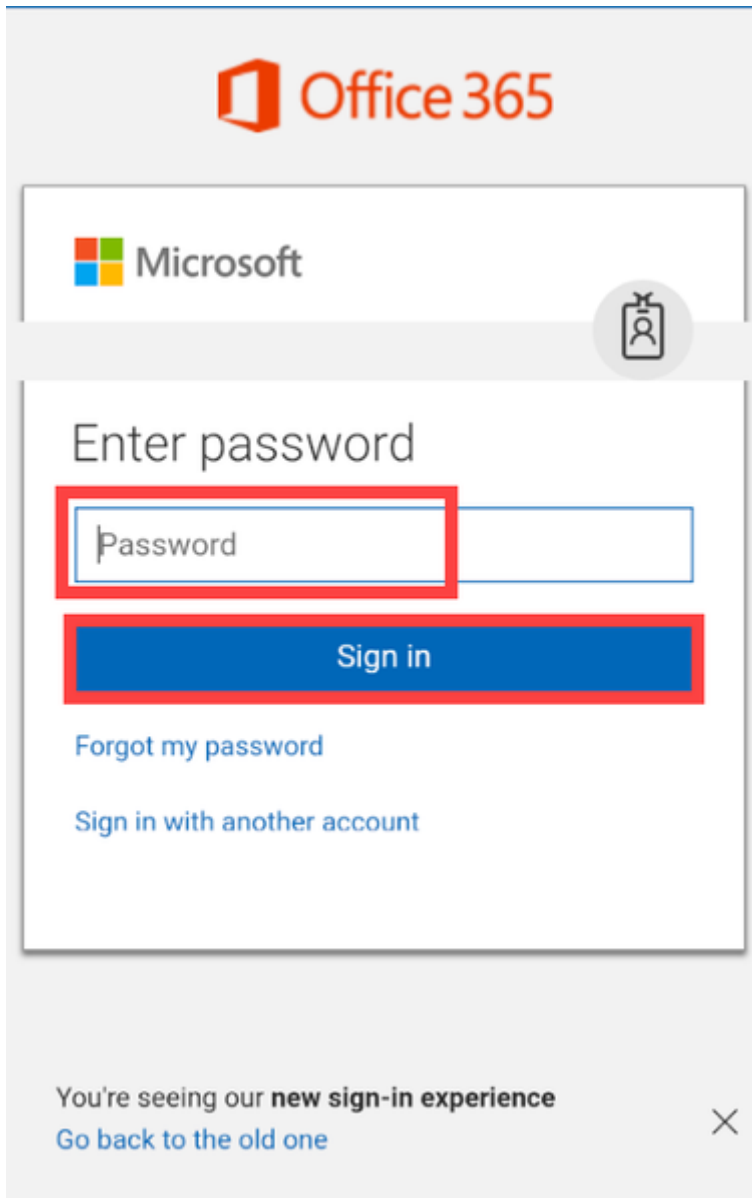 Office 365
Microsoft
Enter password
Password
Sign in
Forgot my password
Sign in with another account
You're seeing our new sign-in experience
Go back to the old one